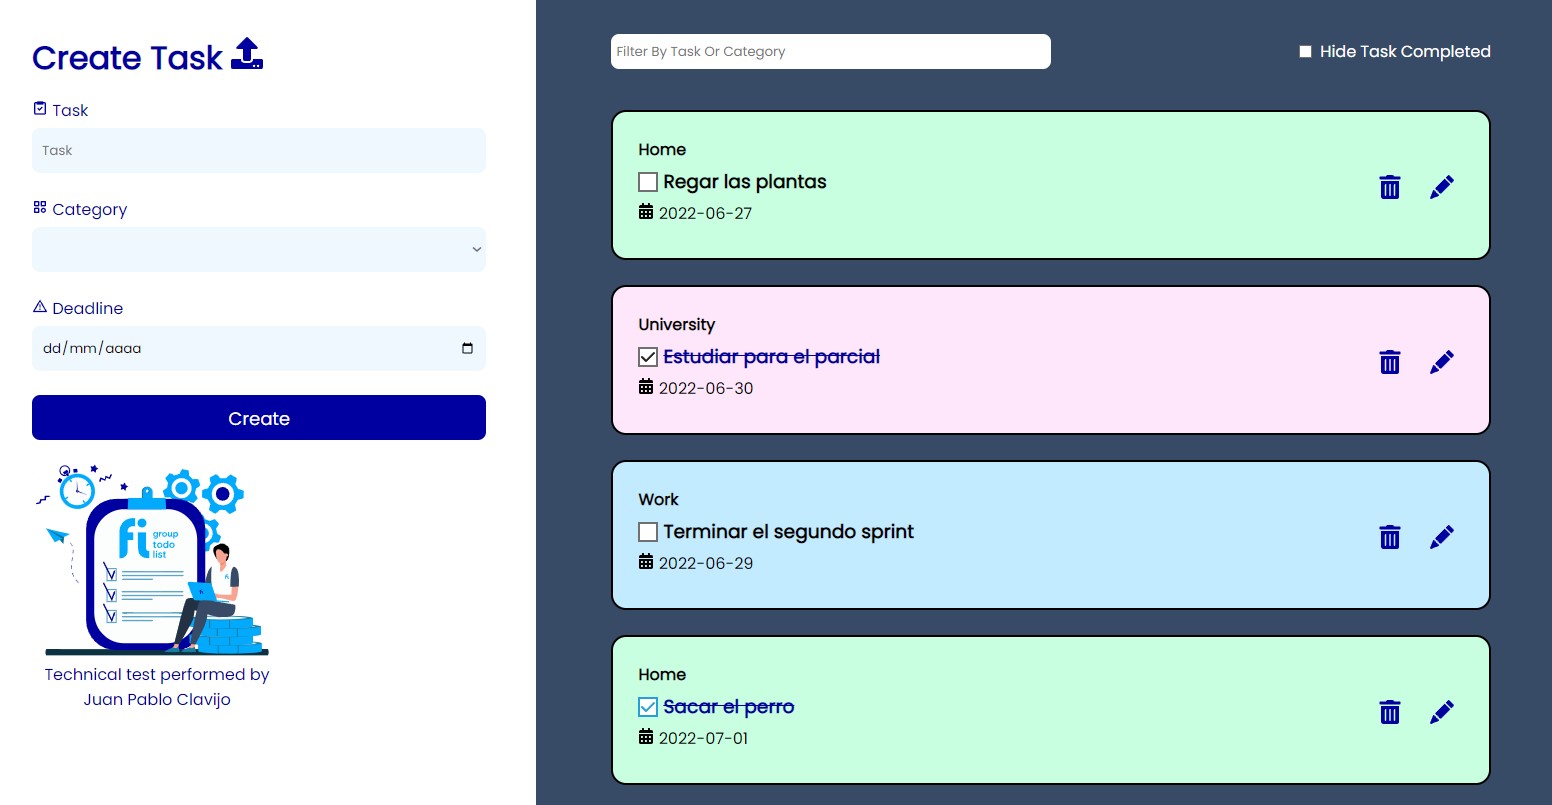 Create Task
Task
Task
Category
Deadline
dd/mm/aaaa
Create
fi group
todo
list
Technical test performed by
Juan Pablo Clavijo
Filter By Task Or Category
Hide Task Completed
Home
Regar las plantas
2022-06-27
University
Estudiar para el parcial
2022-06-30
Work
Terminar el segundo sprint
2022-06-29
Home
Sacar el perro
2022-07-01